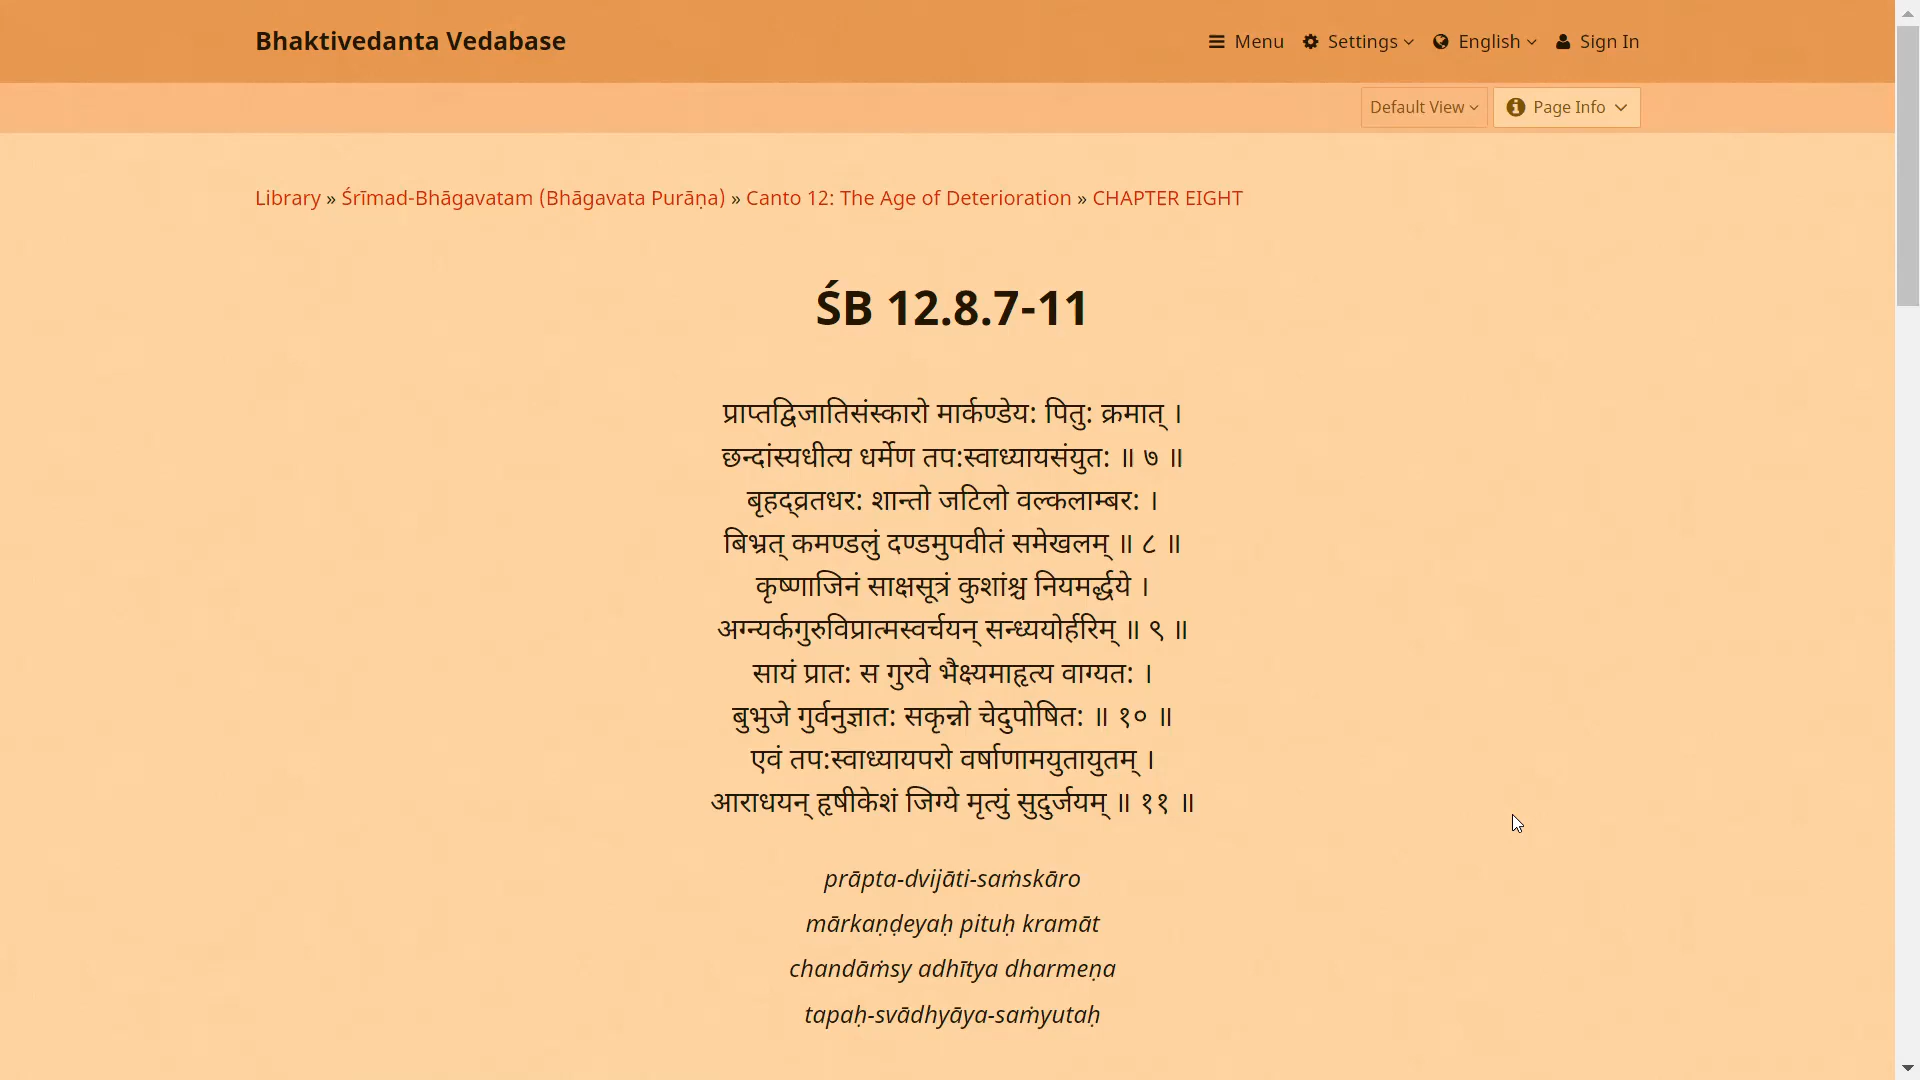 Bhaktivedanta Vedabase
Menu Settings English Sign In
Default View Page Info
Library » Śrīmad-Bhāgavatam (Bhāgavata Purāṇa) » Canto 12: The Age of Deterioration » CHAPTER EIGHT
ŚB 12.8.7-11
प्राप्तद्विजातिसंस्कारो मार्कण्डेय: पितु: क्रमात् ।
छन्दांस्यधीत्य धर्मेण तप:स्वाध्यायसंयुत: ॥ ७ ॥
बृहद्‌व्रतधर: शान्तो जटिलो वल्कलाम्बर: ।
बिभ्रत् कमण्डलुं दण्डमुपवीतं समेखलम् ॥ ८ ॥
कृष्णाजिनं साक्षसूत्रं कुशांश्च नियमर्द्धये ।
अग्‍न्यर्कगुरुविप्रात्मस्वर्चयन् सन्ध्ययोर्हरिम् ॥ ९ ॥
सायं प्रात: स गुरवे भैक्ष्यमाहृत्य वाग्यत: ।
बुभुजे गुर्वनुज्ञात: सकृन्नो चेदुपोषित: ॥ १० ॥
एवं तप:स्वाध्यायपरो वर्षाणामयुतायुतम् ।
आराधयन् हृषीकेशं जिग्ये मृत्युं सुदुर्जयम् ॥ ११ ॥
prāpta-dvijāti-saṁskāro
mārkaṇḍeyaḥ pituḥ kramāt
chandāṁsy adhītya dharmeṇa
tapaḥ-svādhyāya-saṁyutaḥ